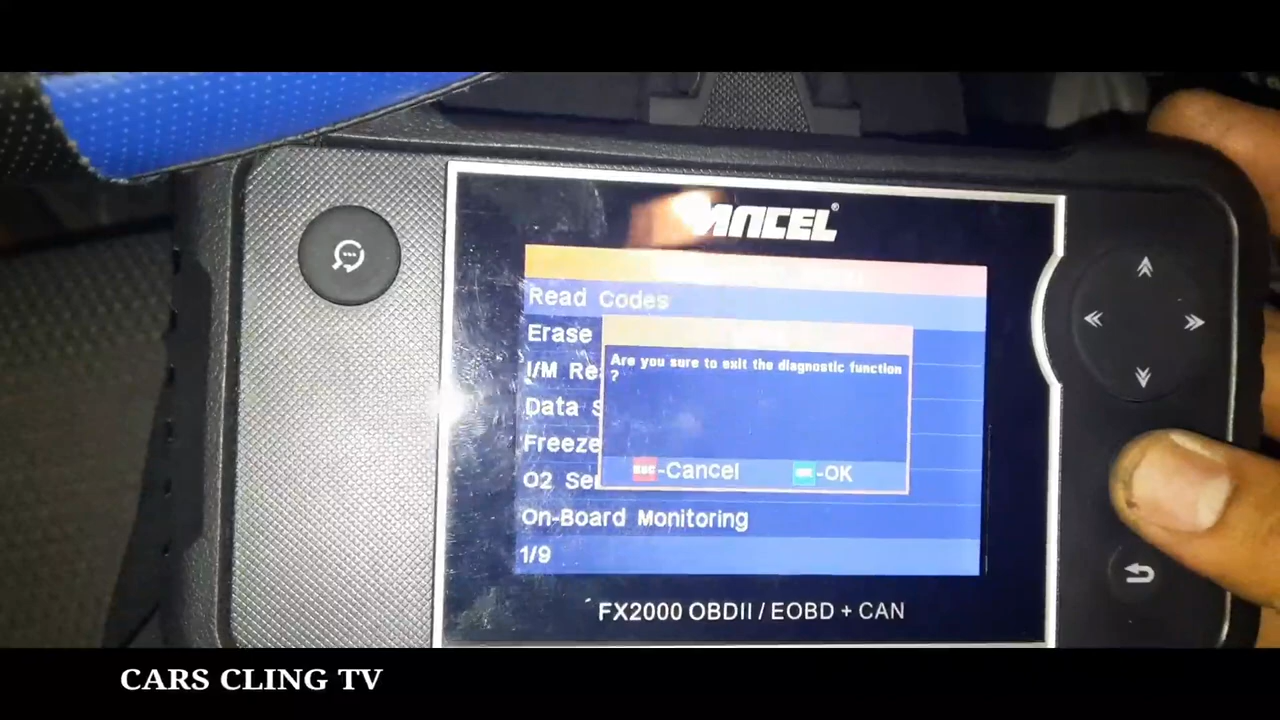 ANCEL®
Read Codes
Erase
I/M Re
Data S
Freeze
O2 Se
On-Board Monitoring
1/9
Are you sure to exit the diagnostic function
?
ESC-Cancel
-OK
FX2000 OBDII / EOBD + CAN
CARS CLING TV